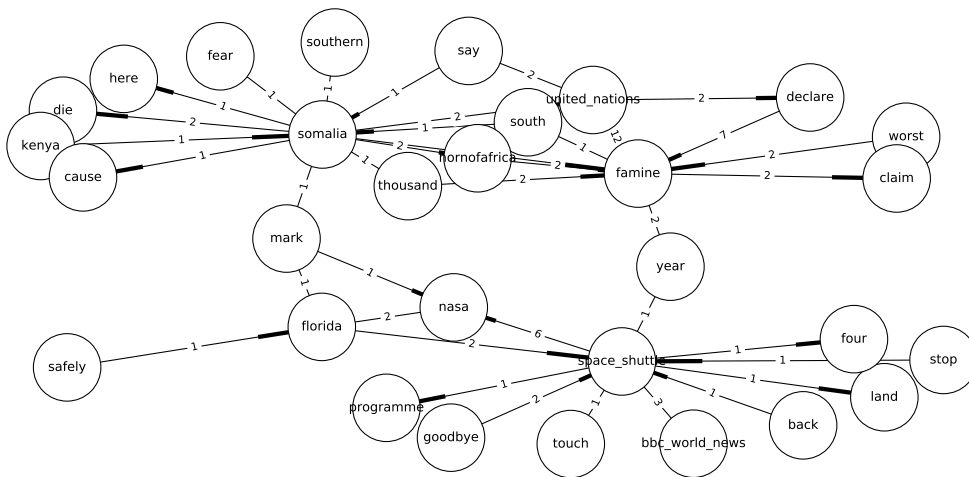 southern
fear
say
here
2
1
1
united_nations
2
declare
die
1
1
2
south
2
1
12
7
worst
kenya
1
somalia
2
1
2
hornofafrica
2
famine
2
cause
1
1
thousand
2
2
claim
1
2
mark
1
year
1
nasa
2
florida
6
1
2
1
four
safely
1
space_shuttle
1
stop
programme
1
1
land
goodbye
2
1
3
1
back
touch
bbc_world_news